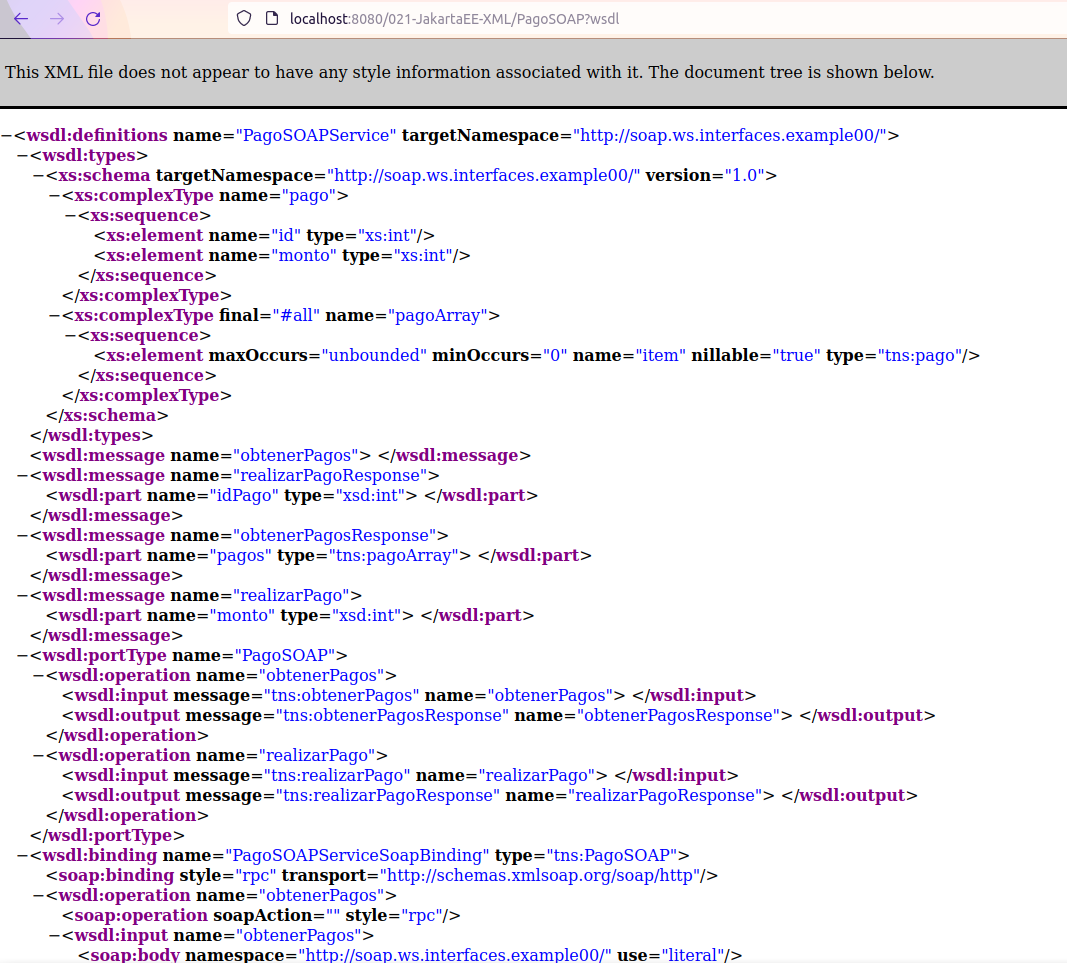 localhost:8080/021-JakartaEE-XML/PagoSOAP?wsdl
This XML file does not appear to have any style information associated with it. The document tree is shown below.
−<wsdl:definitions name="PagoSOAPService" targetNamespace="http://soap.ws.interfaces.example00/">
−<wsdl:types>
−<xs:schema targetNamespace="http://soap.ws.interfaces.example00/" version="1.0">
−<xs:complexType name="pago">
−<xs:sequence>
<xs:element name="id" type="xs:int"/>
<xs:element name="monto" type="xs:int"/>
</xs:sequence>
</xs:complexType>
−<xs:complexType final="#all" name="pagoArray">
−<xs:sequence>
<xs:element maxOccurs="unbounded" minOccurs="0" name="item" nillable="true" type="tns:pago"/>
</xs:sequence>
</xs:complexType>
</xs:schema>
</wsdl:types>
<wsdl:message name="obtenerPagos"> </wsdl:message>
−<wsdl:message name="realizarPagoResponse">
<wsdl:part name="idPago" type="xsd:int"> </wsdl:part>
</wsdl:message>
−<wsdl:message name="obtenerPagosResponse">
<wsdl:part name="pagos" type="tns:pagoArray"> </wsdl:part>
</wsdl:message>
−<wsdl:message name="realizarPago">
<wsdl:part name="monto" type="xsd:int"> </wsdl:part>
</wsdl:message>
−<wsdl:portType name="PagoSOAP">
−<wsdl:operation name="obtenerPagos">
<wsdl:input message="tns:obtenerPagos" name="obtenerPagos"> </wsdl:input>
<wsdl:output message="tns:obtenerPagosResponse" name="obtenerPagosResponse"> </wsdl:output>
</wsdl:operation>
−<wsdl:operation name="realizarPago">
<wsdl:input message="tns:realizarPago" name="realizarPago"> </wsdl:input>
<wsdl:output message="tns:realizarPagoResponse" name="realizarPagoResponse"> </wsdl:output>
</wsdl:operation>
</wsdl:portType>
−<wsdl:binding name="PagoSOAPServiceSoapBinding" type="tns:PagoSOAP">
<soap:binding style="rpc" transport="http://schemas.xmlsoap.org/soap/http"/>
−<wsdl:operation name="obtenerPagos">
<soap:operation soapAction="" style="rpc"/>
−<wsdl:input name="obtenerPagos">
<soap:body namespace="http://soap.ws.interfaces.example00/" use="literal"/>